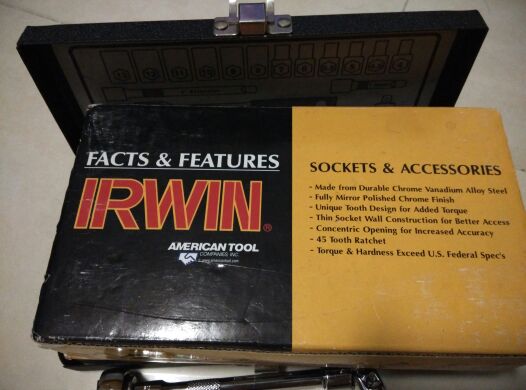 FACTS & FEATURES
IRWIN®
AMERICAN TOOL
COMPANIES INC.
SOCKETS & ACCESSORIES
- Made from Durable Chrome Vanadium Alloy Steel
- Fully Mirror Polished Chrome Finish
- Unique Tooth Design for Added Torque
- Thin Socket Wall Construction for Better Access
- Concentric Opening for Increased Accuracy
- 45 Tooth Ratchet
- Torque & Hardness Exceed U.S. Federal Spec's